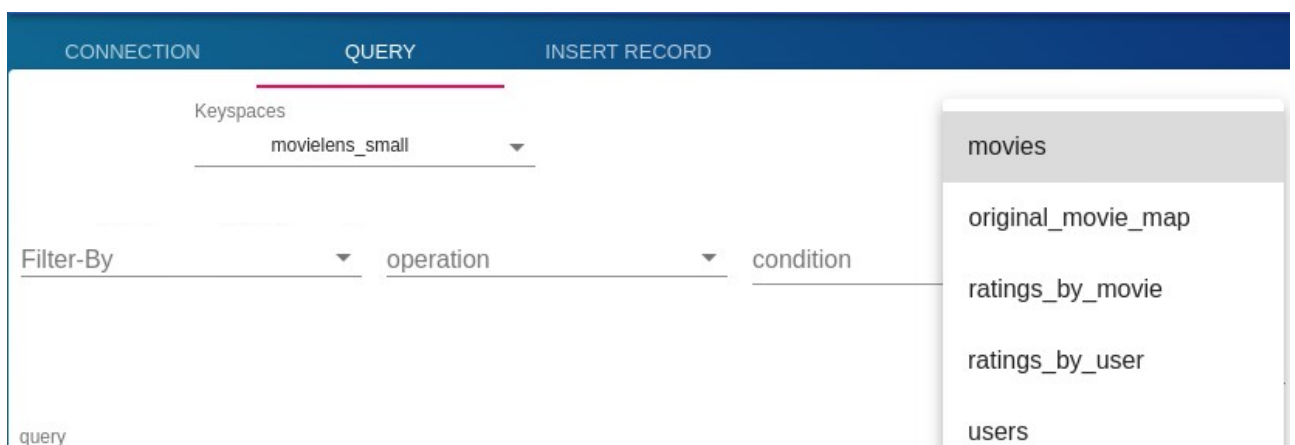 CONNECTION QUERY INSERT RECORD
Keyspaces
movielens_small
Filter-By operation condition
query
movies
original_movie_map
ratings_by_movie
ratings_by_user
users